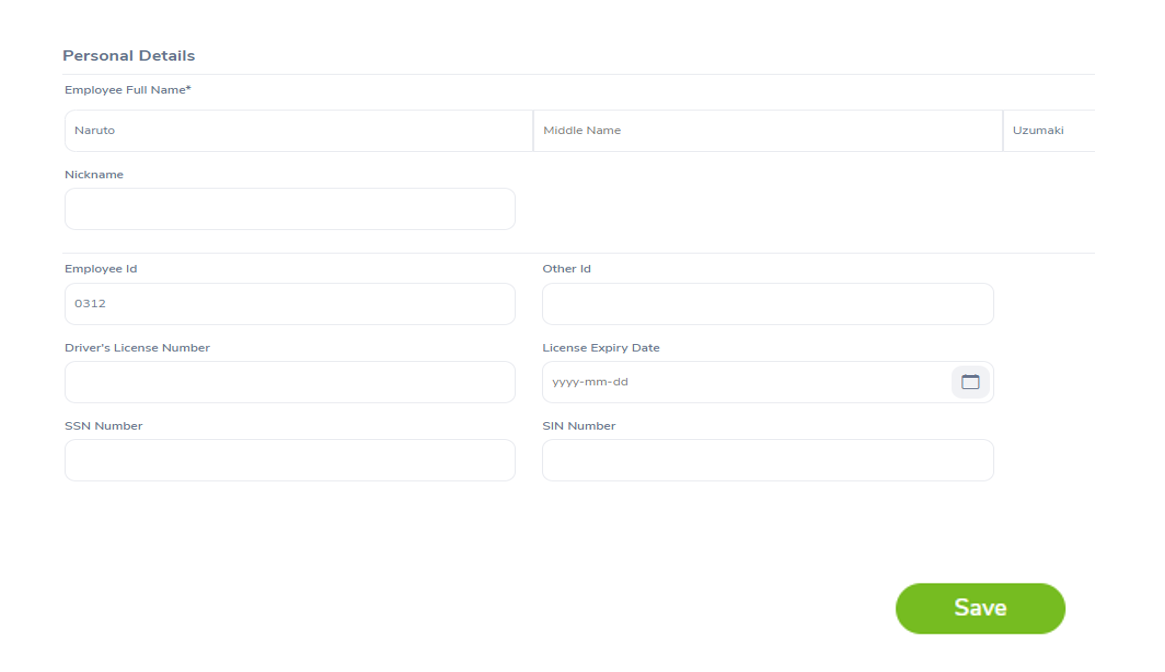 Personal Details
Employee Full Name*
Naruto Middle Name Uzumaki
Nickname
Employee Id Other Id
0312
Driver's License Number License Expiry Date
yyyy-mm-dd
SSN Number SIN Number
Save